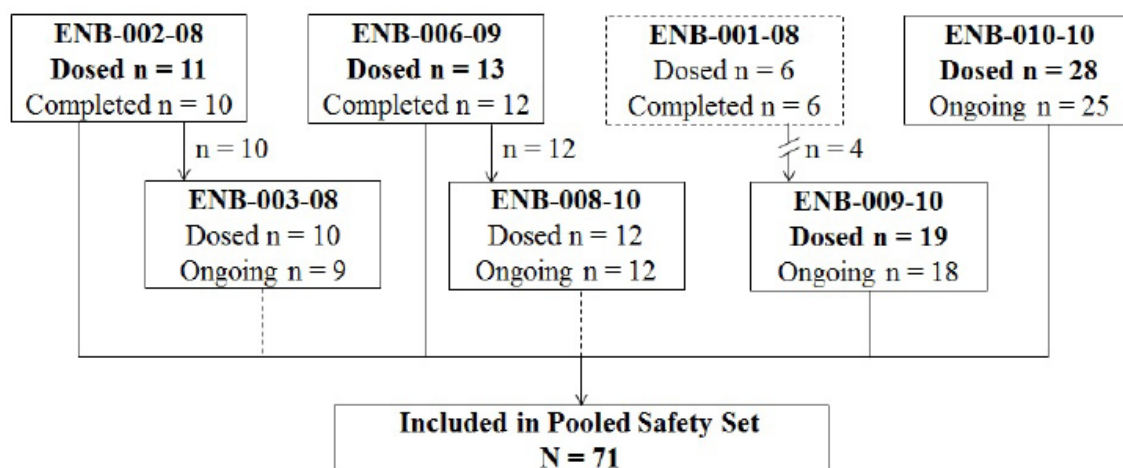 ENB-002-08
Dosed n = 11
Completed n = 10
ENB-006-09
Dosed n = 13
Completed n = 12
ENB-001-08
Dosed n = 6
Completed n = 6
ENB-010-10
Dosed n = 28
Ongoing n = 25
n = 10
n = 12
n = 4
ENB-003-08
Dosed n = 10
Ongoing n = 9
ENB-008-10
Dosed n = 12
Ongoing n = 12
ENB-009-10
Dosed n = 19
Ongoing n = 18
Included in Pooled Safety Set
N = 71